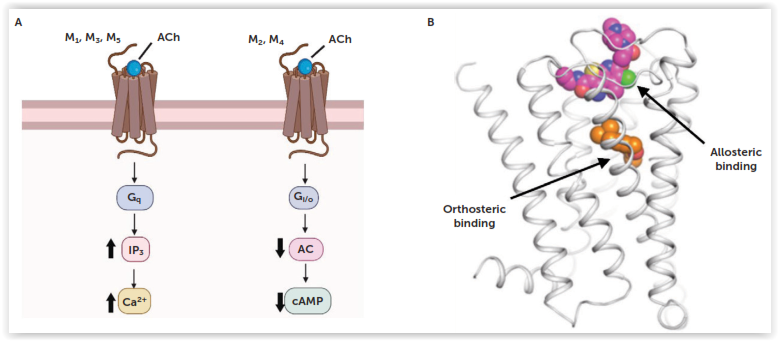 A
M₁, M₃, M₅
ACh
M₂, M₄
ACh
Gq
Gᵢ/ₒ
IP₃
AC
Ca²⁺
cAMP
B
Allosteric
binding
Orthosteric
binding